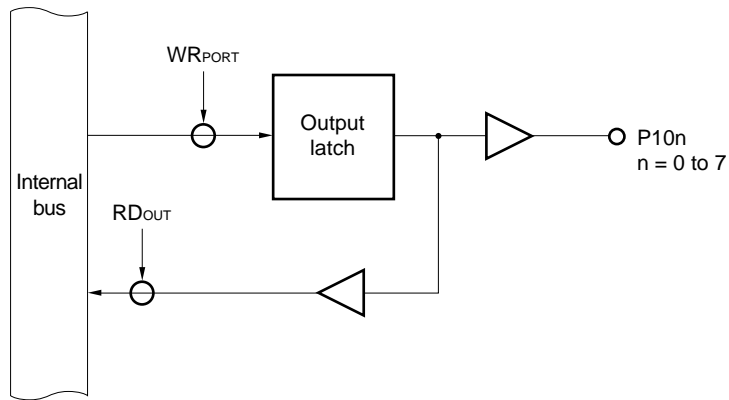 WRPORT
Output
latch
P10n
n = 0 to 7
Internal
bus
RDOUT